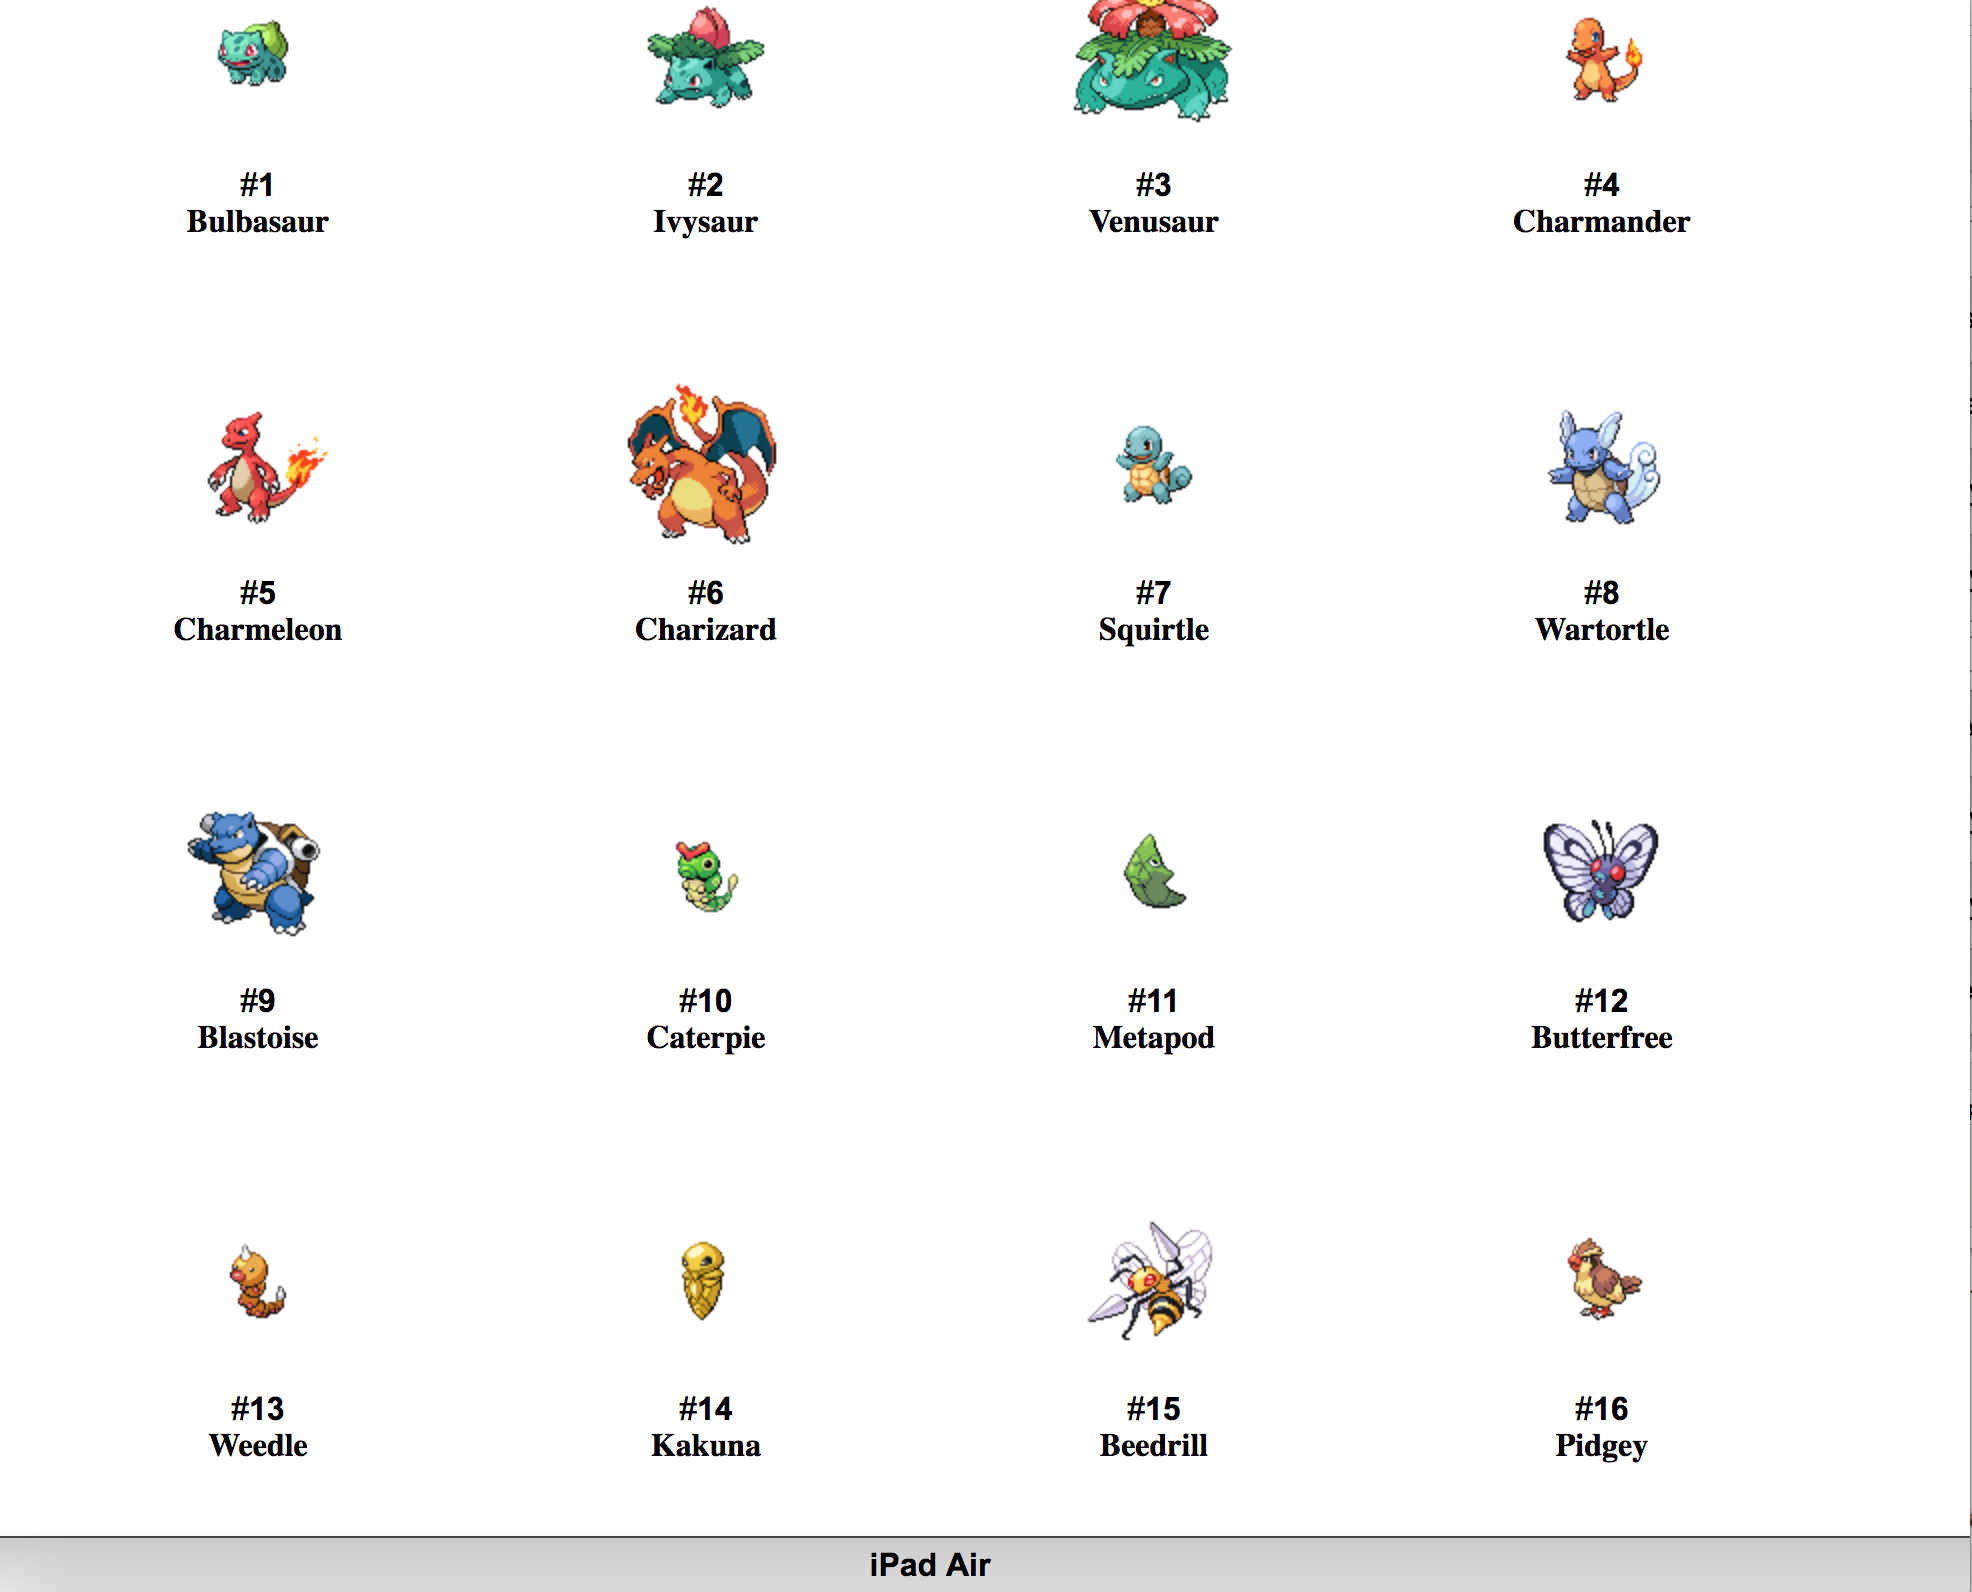 #1 #2 #3 #4
Bulbasaur Ivysaur Venusaur Charmander
#5 #6 #7 #8
Charmeleon Charizard Squirtle Wartortle
#9 #10 #11 #12
Blastoise Caterpie Metapod Butterfree
#13 #14 #15 #16
Weedle Kakuna Beedrill Pidgey
iPad Air